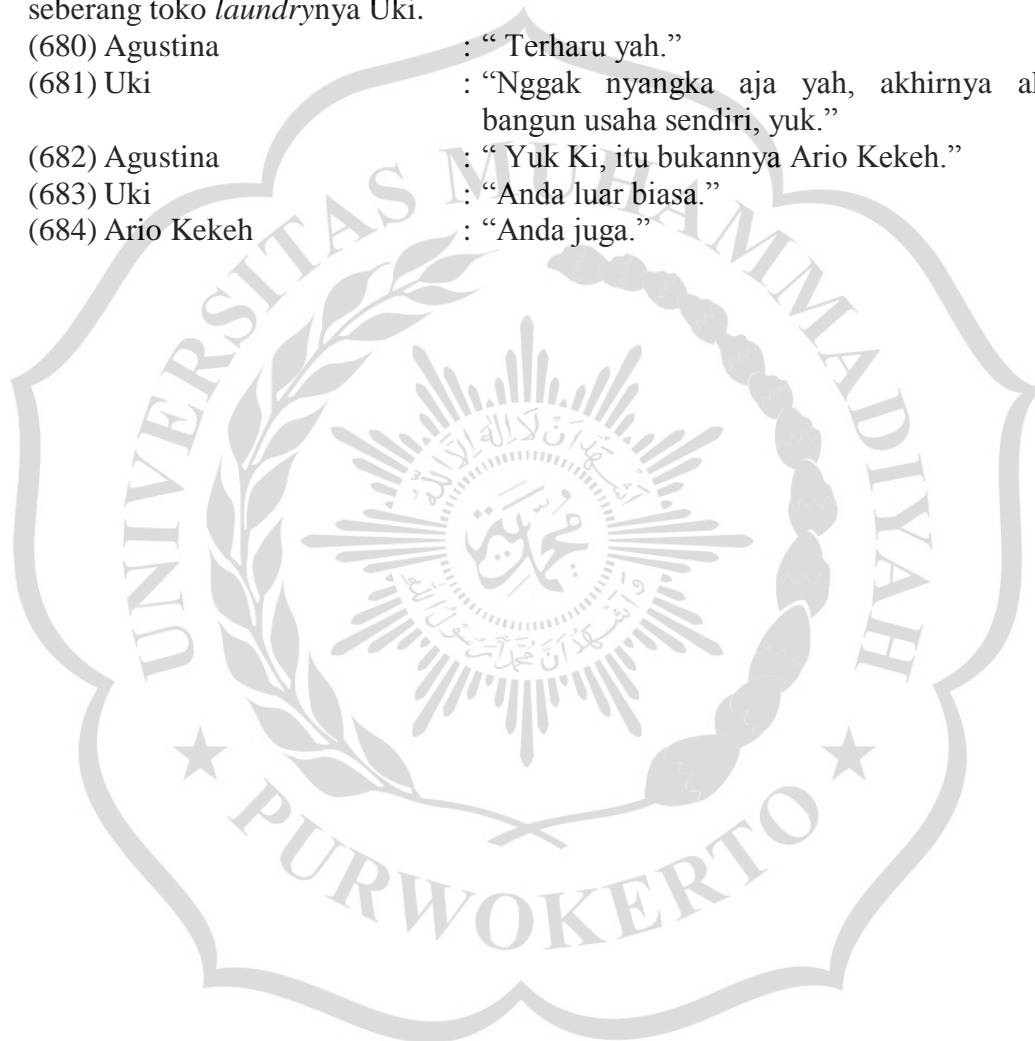 seberang toko laundrynya Uki.
(680) Agustina : “ Terharu yah.”
(681) Uki : “Nggak nyangka aja yah, akhirnya
bangun usaha sendiri, yuk.”
(682) Agustina : “ Yuk Ki, itu bukannya Ario Kekeh.”
(683) Uki : “Anda luar biasa.”
(684) Ario Kekeh : “Anda juga.”
UNIVERSITAS MUHAMMADIYAH
PURWOKERTO